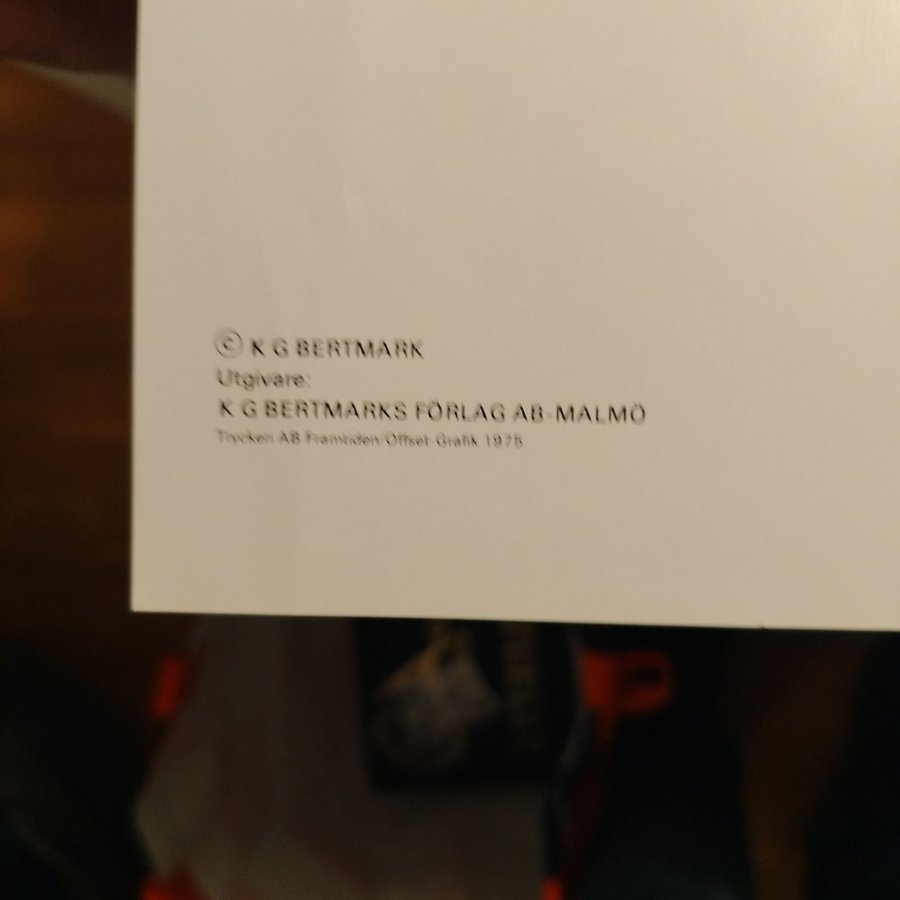 © K G BERTMARK
Utgivare:
K G BERTMARKS FÖRLAG AB-MALMÖ
Trycken AB Framtiden/Offset-Grafik 1975